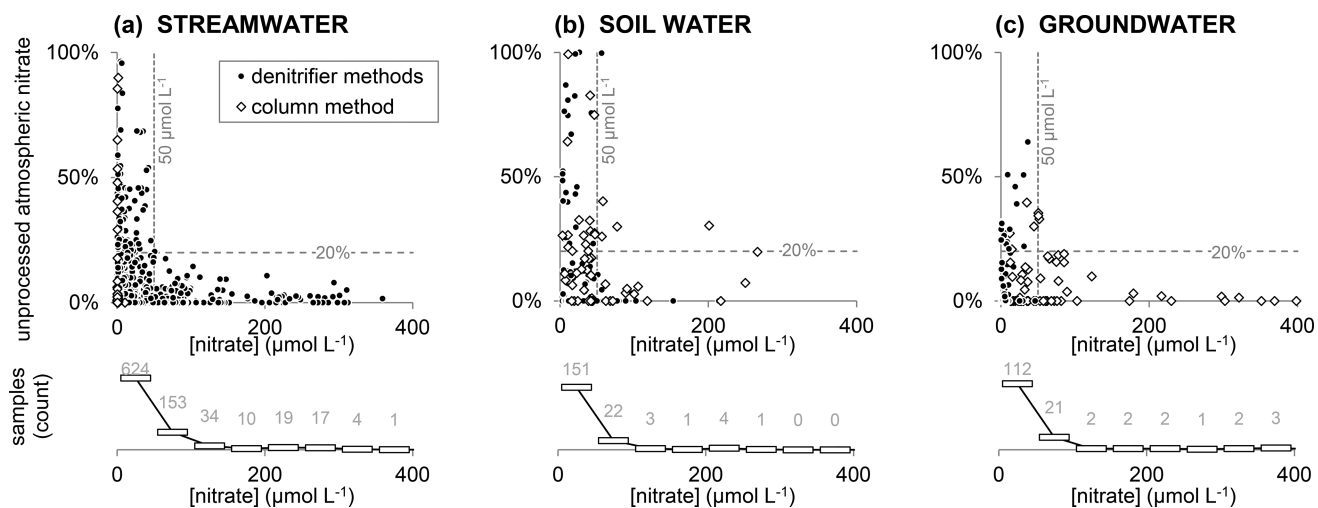 (a) STREAMWATER
(b) SOIL WATER
(c) GROUNDWATER
unprocessed atmospheric nitrate
100%
50%
0%
denitrifier methods
column method
50 µmol L-1
20%
0 200 400
[nitrate] (µmol L-1)
100%
50%
0%
50 µmol L-1
20%
0 200 400
[nitrate] (µmol L-1)
100%
50%
0%
50 µmol L-1
20%
0 200 400
[nitrate] (µmol L-1)
samples
(count)
624 153 34 10 19 17 4 1
0 200 400
[nitrate] (µmol L-1)
151 22 3 1 4 1 0 0
0 200 400
[nitrate] (µmol L-1)
112 21 2 2 2 1 2 3
0 200 400
[nitrate] (µmol L-1)